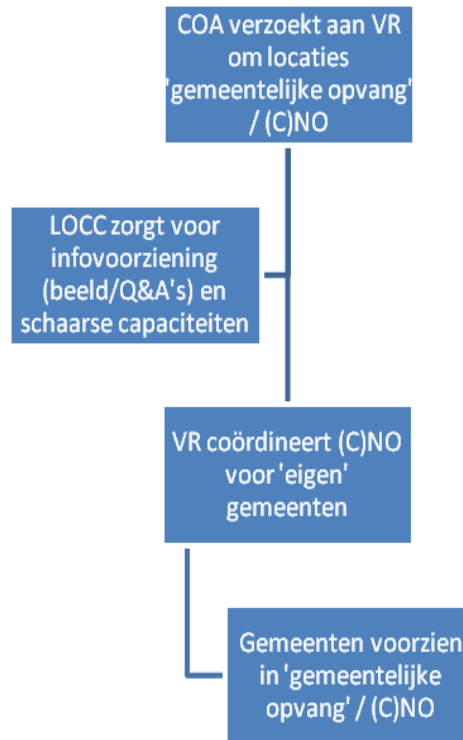 COA verzoekt aan VR
om locaties
'gemeentelijke opvang'
/ (C)NO
LOCC zorgt voor
infovoorziening
(beeld/Q&A's) en
schaarse capaciteiten
VR coördineert (C)NO
voor 'eigen'
gemeenten
Gemeenten voorzien
in 'gemeentelijke
opvang' / (C)NO